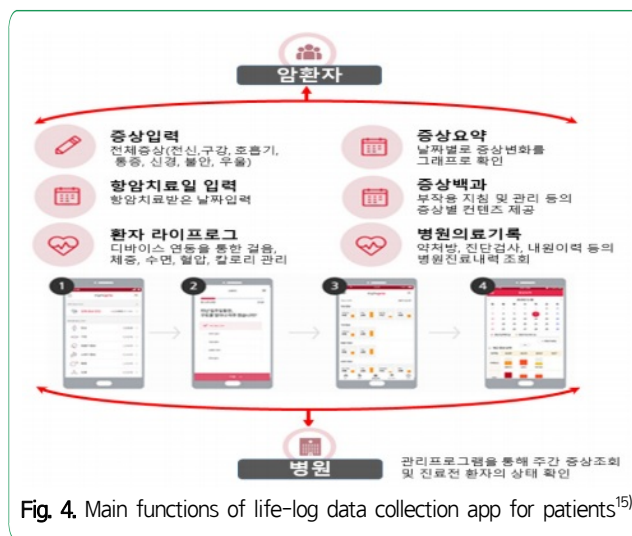 암환자
증상입력
전체증상(전신,구강, 호흡기,
통증, 신경, 불안, 우울)
증상요약
날짜별로 증상변화를
그래프로 확인
항암치료일 입력
항암치료받은 날짜입력
증상백과
부작용 지침 및 관리 등의
증상별 컨텐츠 제공
환자 라이프로그
디바이스 연동을 통한 걸음,
체중, 수면, 혈압, 칼로리 관리
병원의료기록
약처방, 진단검사, 내원이력 등의
병원진료내력 조회
1
2
3
4
병원
관리프로그램을 통해 주간 증상조회
및 진료전 환자의 상태 확인
Fig. 4. Main functions of life-log data collection app for patients15)